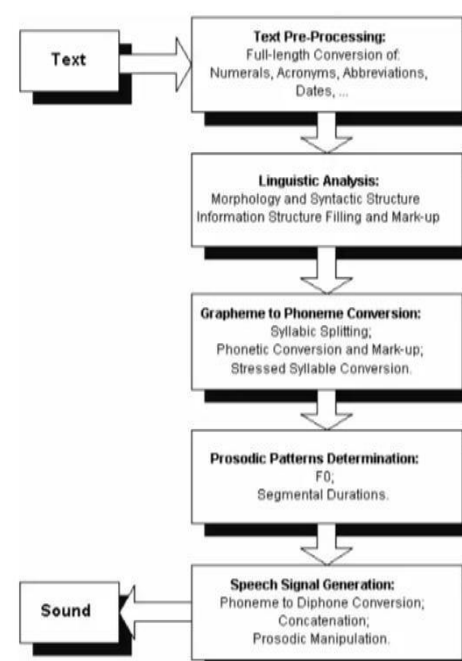 Text
Text Pre-Processing:
Full-length Conversion of:
Numerals, Acronyms, Abbreviations,
Dates, ...
Linguistic Analysis:
Morphology and Syntactic Structure
Information Structure Filling and Mark-up
Grapheme to Phoneme Conversion:
Syllabic Splitting;
Phonetic Conversion and Mark-up;
Stressed Syllable Conversion.
Prosodic Patterns Determination:
F0;
Segmental Durations.
Speech Signal Generation:
Phoneme to Diphone Conversion;
Concatenation;
Prosodic Manipulation.
Sound